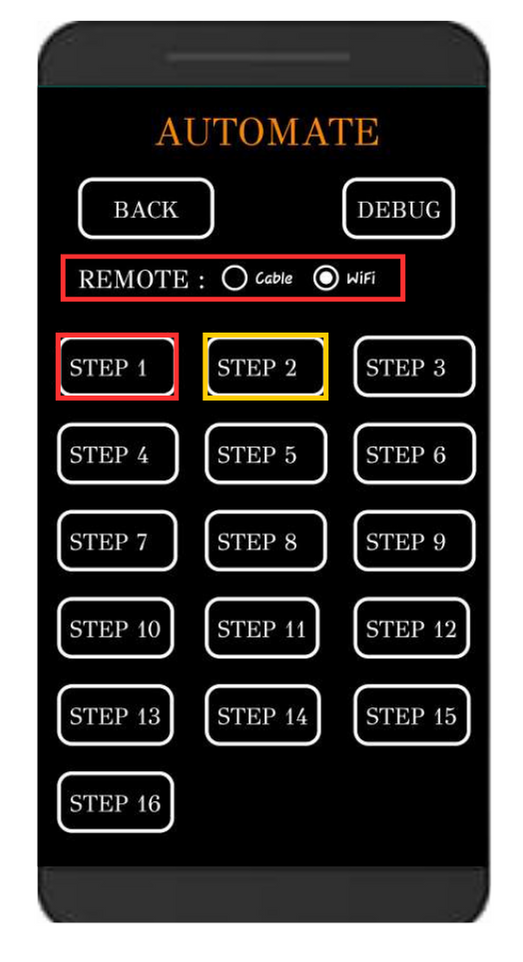 AUTOMATE
BACK DEBUG
REMOTE : Cable WiFi
STEP 1 STEP 2 STEP 3
STEP 4 STEP 5 STEP 6
STEP 7 STEP 8 STEP 9
STEP 10 STEP 11 STEP 12
STEP 13 STEP 14 STEP 15
STEP 16